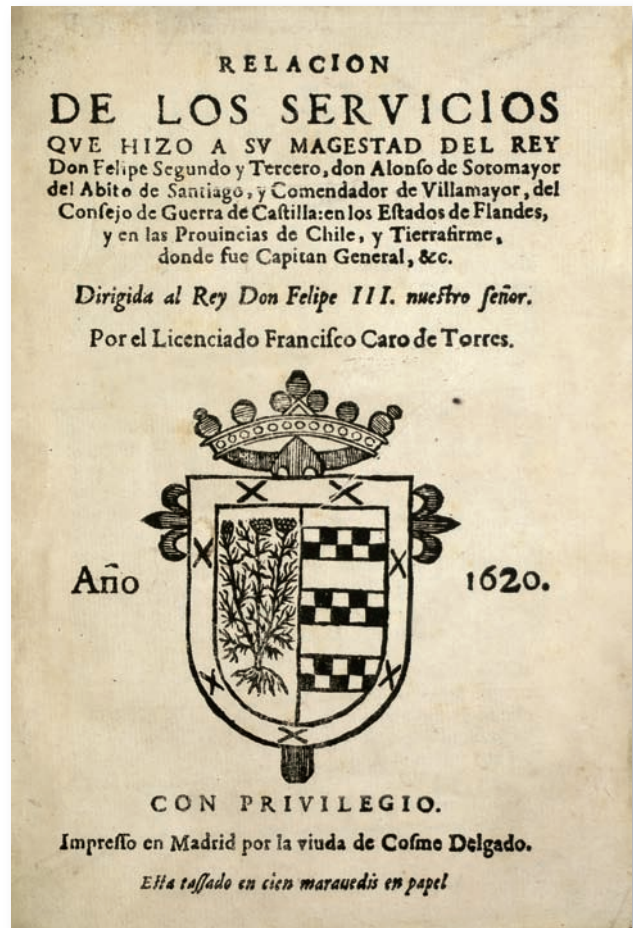 RELACION
DE LOS SERVICIOS
QVE HIZO A SV MAGESTAD DEL REY
Don Felipe Segundo y Tercero, don Alonſo de Sotomayor
del Abito de Santiago, y Comendador de Villamayor, del
Conſejo de Guerra de Caſtilla: en los Eſtados de Flandes,
y en las Prouincias de Chile, y Tierrafirme,
donde fue Capitan General, &c.
Dirigida al Rey Don Felipe III. nueſtro ſeñor.
Por el Licenciado Franciſco Caro de Torres.
Año 1620.
CON PRIVILEGIO.
Impreſſo en Madrid por la viuda de Coſme Delgado.
Eſta taſſado en cien marauedis en papel